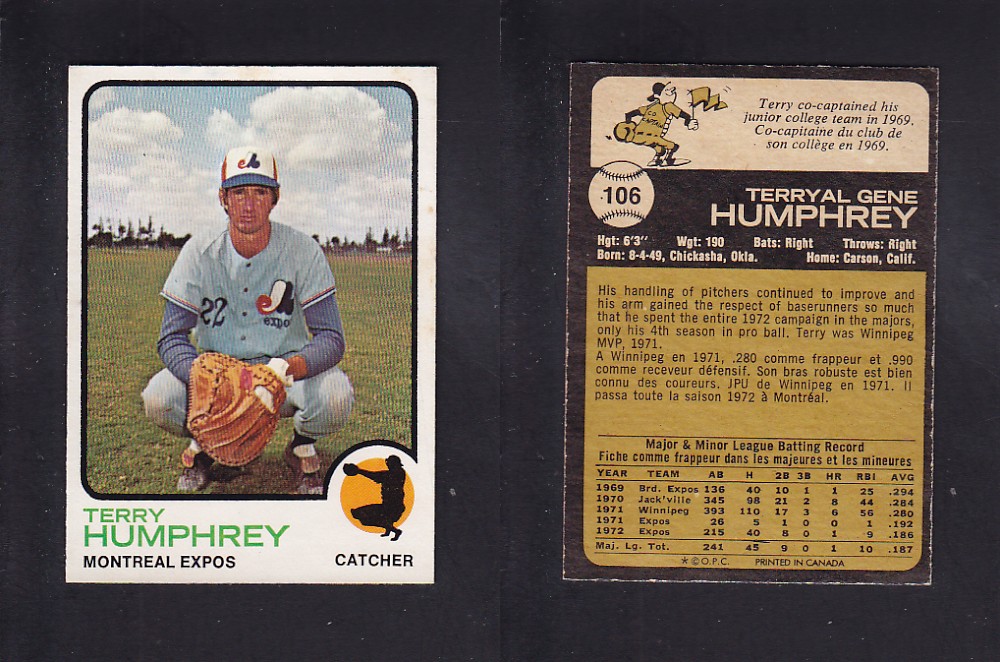 eb
22
eb
expo
TERRY
HUMPHREY
MONTREAL EXPOS
CATCHER
CO
CAPTAIN
Terry co-captained his
junior college team in 1969.
Co-capitaine du club de
son collège en 1969.
106
TERRYAL GENE
HUMPHREY
Hgt: 6'3" Wgt: 190 Bats: Right Throws: Right
Born: 8-4-49, Chickasha, Okla. Home: Carson, Calif.
His handling of pitchers continued to improve and
his arm gained the respect of baserunners so much
that he spent the entire 1972 campaign in the majors,
only his 4th season in pro ball. Terry was Winnipeg
MVP, 1971.
A Winnipeg en 1971, .280 comme frappeur et .990
comme receveur défensif. Son bras robuste est bien
connu des coureurs. JPU de Winnipeg en 1971. Il
passa toute la saison 1972 à Montréal.
Major & Minor League Batting Record
Fiche comme frappeur dans les majeures et les mineures
YEAR TEAM AB H 2B 3B HR RBI AVG
1969 Brd. Expos 136 40 10 1 1 25 .294
1970 Jack'ville 345 98 21 2 8 44 .284
1971 Winnipeg 393 110 17 3 6 56 .280
1971 Expos 26 5 1 0 0 1 .192
1972 Expos 215 40 8 0 1 9 .186
Maj. Lg. Tot. 241 45 9 0 1 10 .187
* © O.P.C. PRINTED IN CANADA